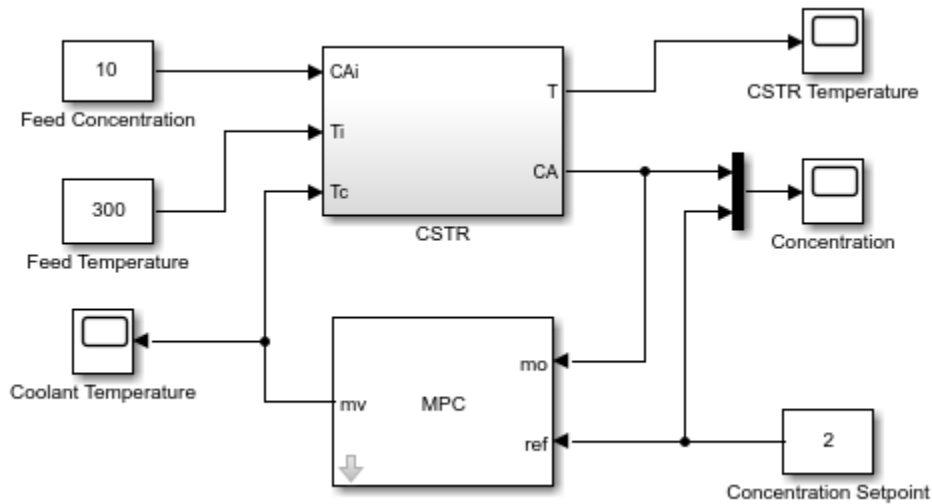 10
Feed Concentration
CAi
Ti
Tc
T
CA
CSTR
CSTR Temperature
300
Feed Temperature
Concentration
Coolant Temperature
mo
mv
MPC
ref
2
Concentration Setpoint